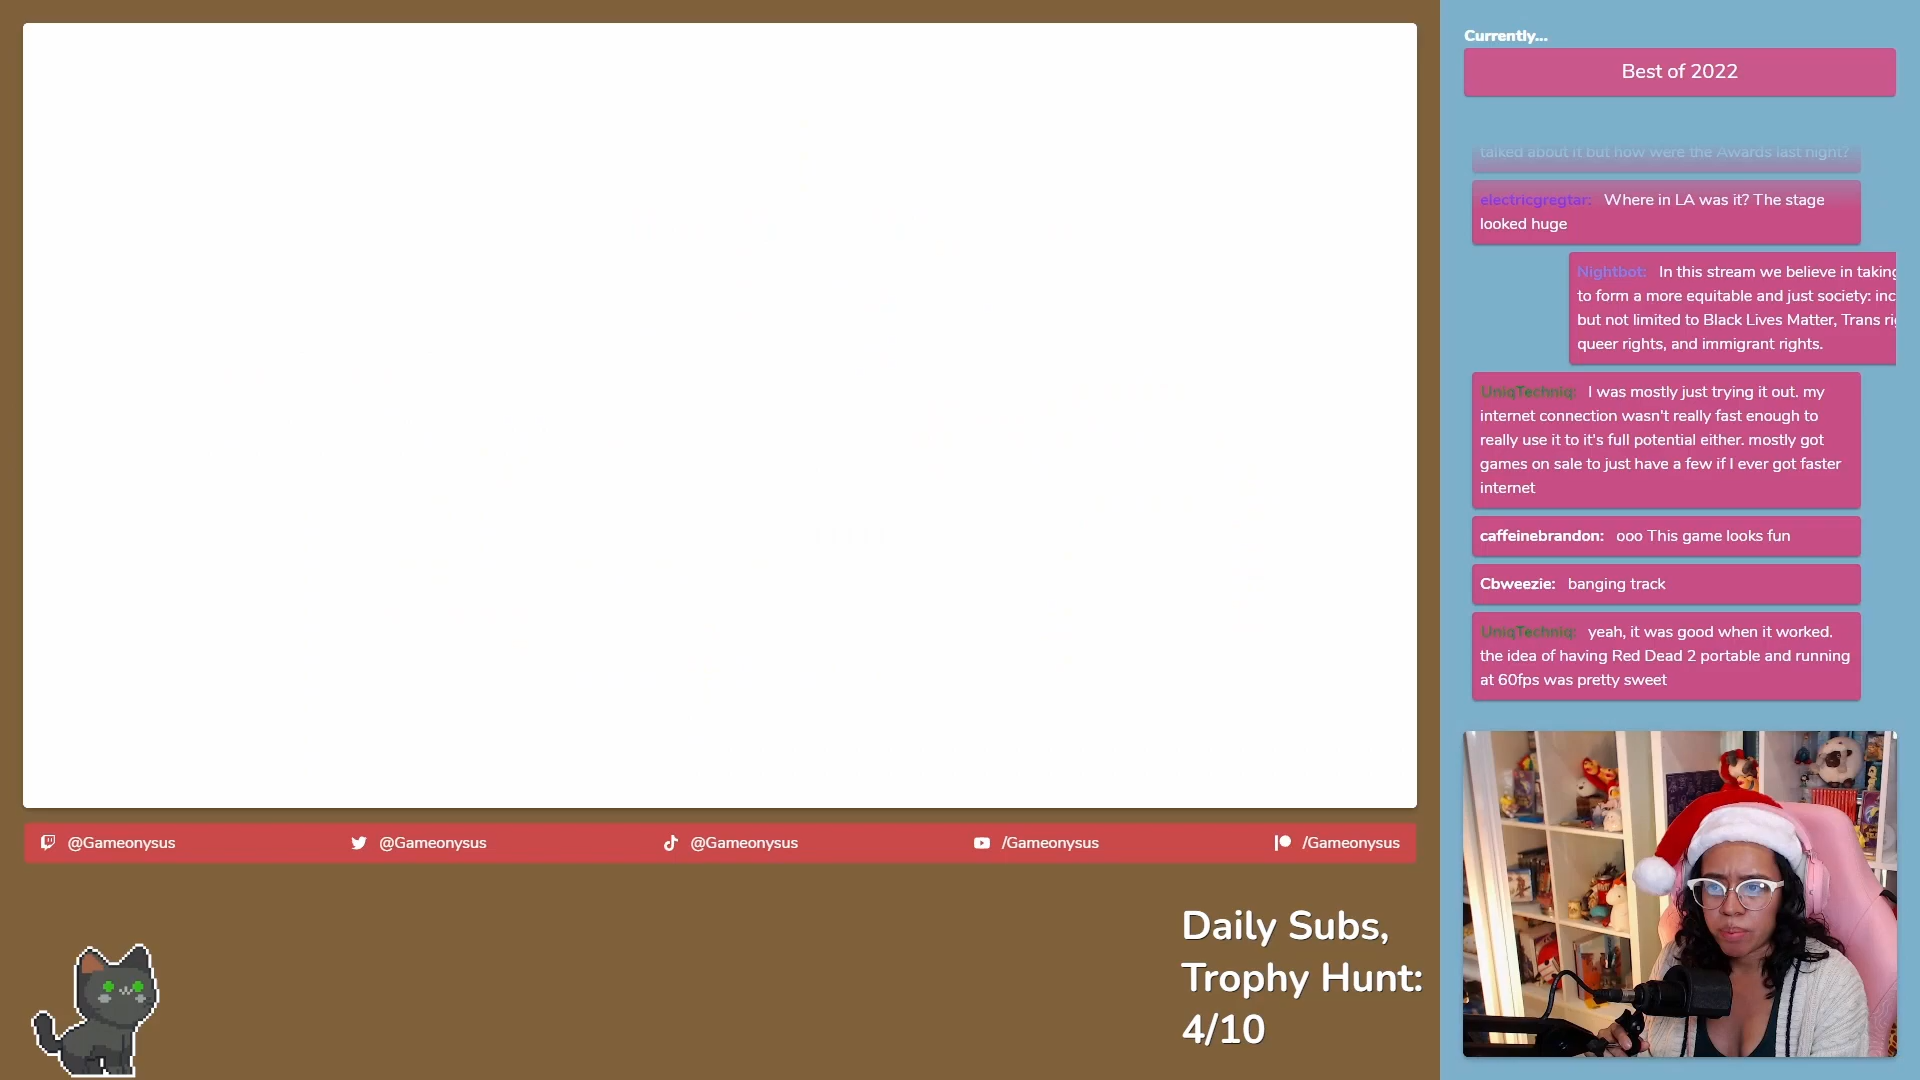 Currently...
Best of 2022
talked about it but how were the Awards last night?
electricgregtar: Where in LA was it? The stage
looked huge
Nightbot: In this stream we believe in taking
to form a more equitable and just society: inc
but not limited to Black Lives Matter, Trans ri
queer rights, and immigrant rights.
UniqTechniq: I was mostly just trying it out. my
internet connection wasn't really fast enough to
really use it to it's full potential either. mostly got
games on sale to just have a few if I ever got faster
internet
caffeinebrandon: ooo This game looks fun
Cbweezie: banging track
UniqTechniq: yeah, it was good when it worked.
the idea of having Red Dead 2 portable and running
at 60fps was pretty sweet
@Gameonysus @Gameonysus @Gameonysus /Gameonysus /Gameonysus
Daily Subs,
Trophy Hunt:
4/10